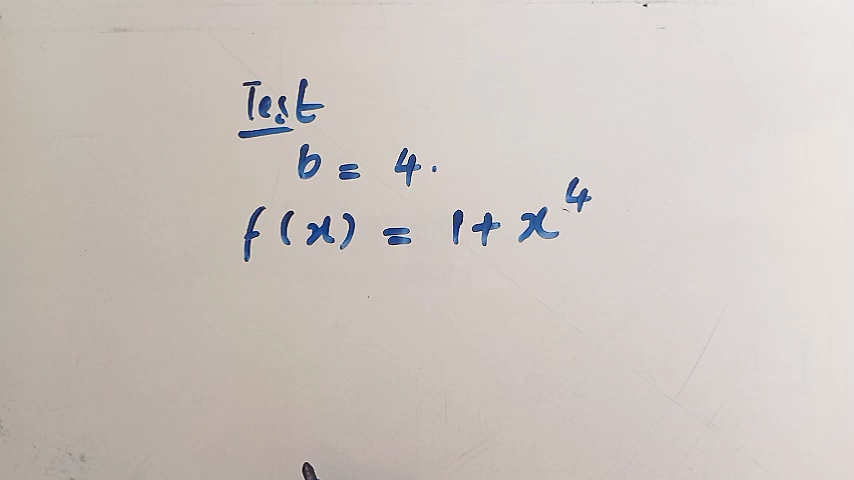 Test
b = 4.
f(x) = 1 + x⁴